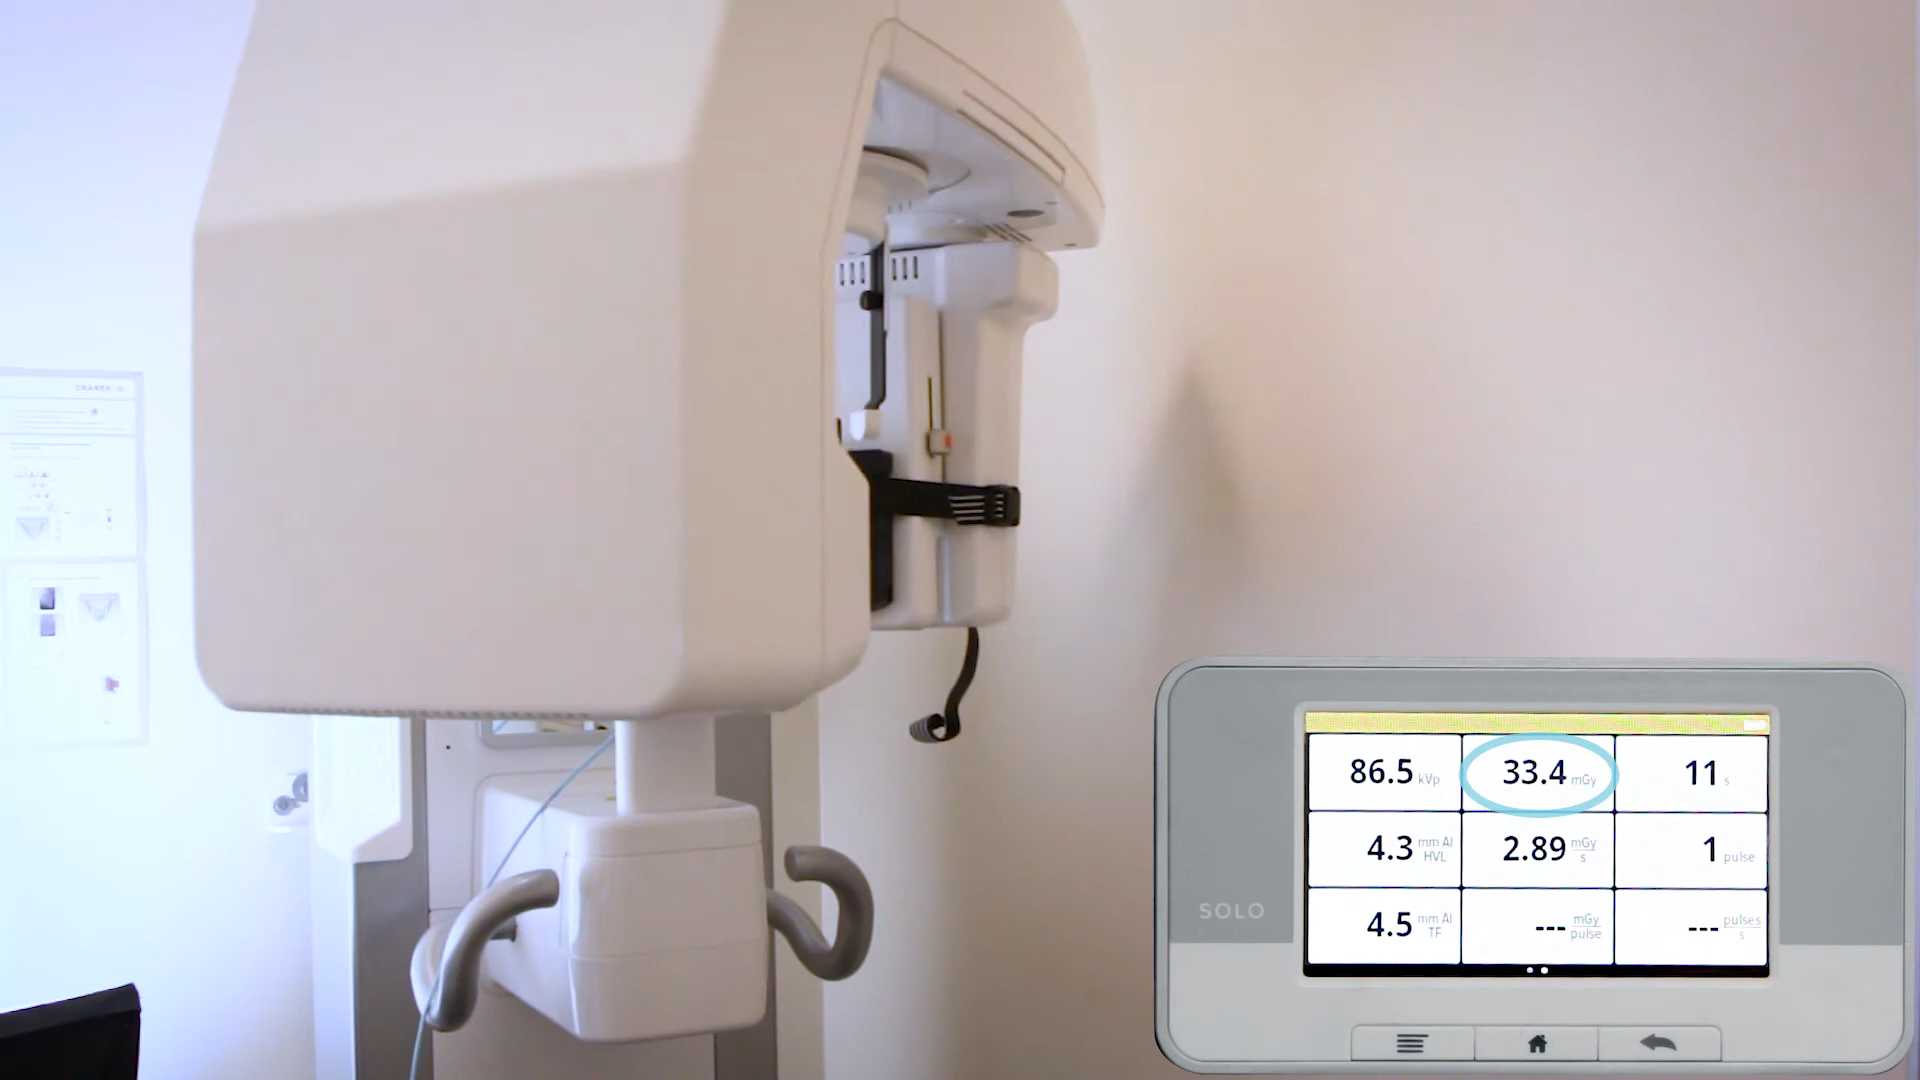 CRANEX
86.5 kVp 33.4 mGy 11 s
4.3 mm Al HVL 2.89 mGy s 1 pulse
SOLO
4.5 mm Al TF --- mGy pulse --- pulses s